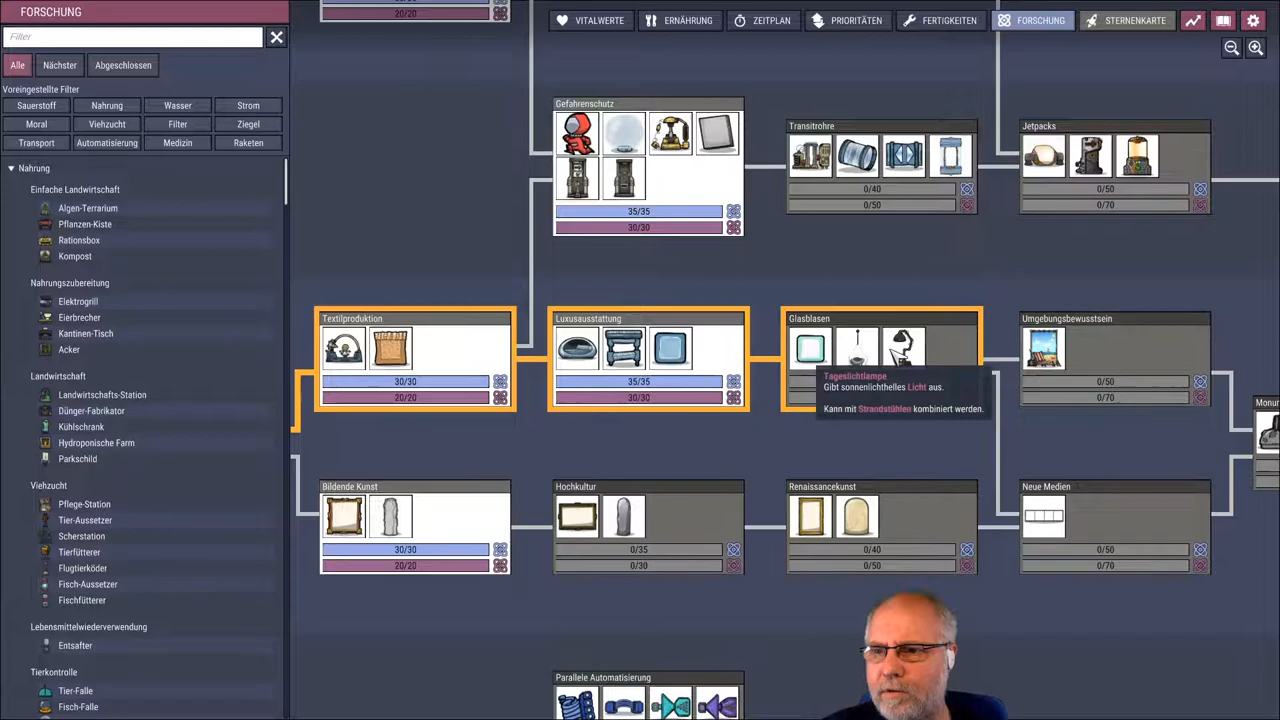 FORSCHUNG
Filter
Alle
Nächster
Abgeschlossen
Voreingestellte Filter
Sauerstoff
Nahrung
Wasser
Strom
Moral
Viehzucht
Filter
Ziegel
Transport
Automatisierung
Medizin
Raketen
Nahrung
Einfache Landwirtschaft
Algen-Terrarium
Pflanzen-Kiste
Rationsbox
Kompost
Nahrungszubereitung
Elektrogrill
Eierbrecher
Kantinen-Tisch
Acker
Landwirtschaft
Landwirtschafts-Station
Dünger-Fabrikator
Kühlschrank
Hydroponische Farm
Parkschild
Viehzucht
Pflege-Station
Tier-Aussetzer
Scherstation
Tierfütterer
Flugtierköder
Fisch-Aussetzer
Fischfütterer
Lebensmittelwiederverwendung
Entsafter
Tierkontrolle
Tier-Falle
Fisch-Falle
VITALWERTE
ERNÄHRUNG
ZEITPLAN
PRIORITÄTEN
FERTIGKEITEN
FORSCHUNG
STERNENKARTE
20/20
Gefahrenschutz
35/35
30/30
Transitrohre
0/40
0/50
Jetpacks
0/50
0/70
Textilproduktion
30/30
20/20
Luxusausstattung
35/35
30/30
Glasblasen
Tageslichtlampe
Gibt sonnenlichthelles Licht aus.
Kann mit Strandstühlen kombiniert werden.
Umgebungsbewusstsein
0/50
0/70
Bildende Kunst
30/30
20/20
Hochkultur
0/35
0/30
Renaissancekunst
0/40
0/50
Neue Medien
0/50
0/70
Parallele Automatisierung